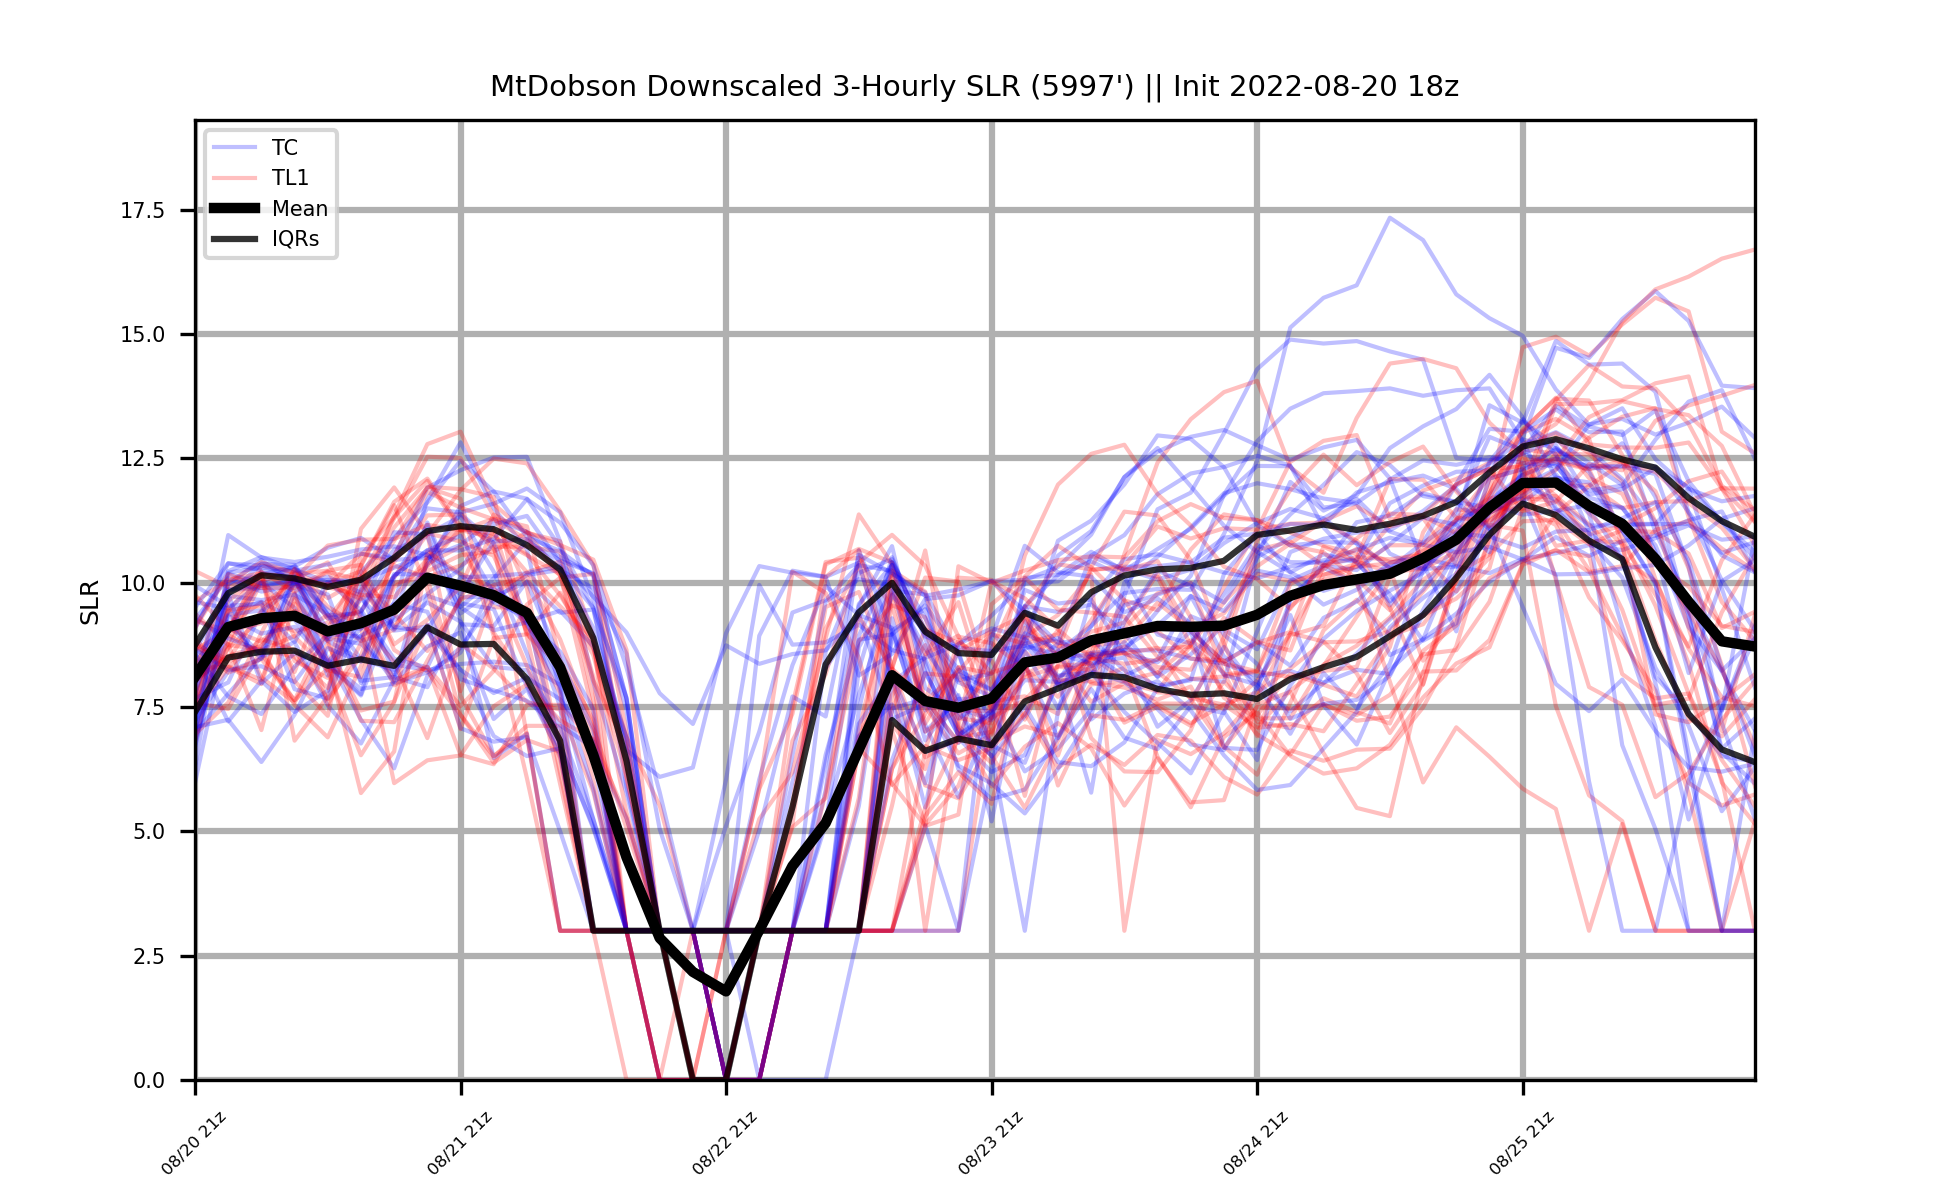 MtDobson Downscaled 3-Hourly SLR (5997') || Init 2022-08-20 18z
TC
TL1
Mean
IQRs
SLR
17.5
15.0
12.5
10.0
7.5
5.0
2.5
0.0
08/20 21z
08/21 21z
08/22 21z
08/23 21z
08/24 21z
08/25 21z